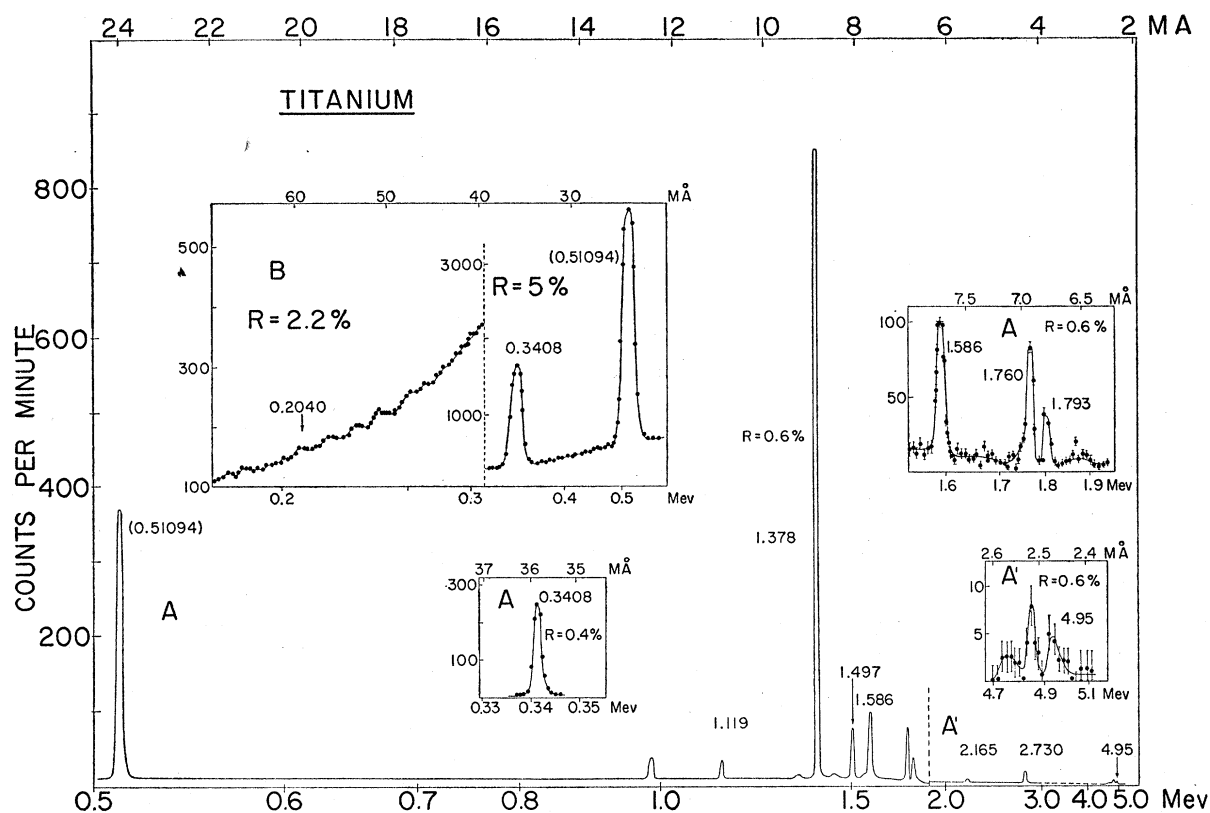 24 22 20 18 16 14 12 10 8 6 4 2 MA
TITANIUM
COUNTS PER MINUTE
800
600
400
200
60 50 40 30 MÅ
500
300
100
B
R=2.2%
0.2040
3000
1000
R=5%
(0.51094)
0.3408
0.2 0.3 0.4 0.5 Mev
7.5 7.0 6.5 MÅ
100
50
A
R=0.6%
1.586
1.760
1.793
1.6 1.7 1.8 1.9 Mev
R=0.6%
1.378
(0.51094)
A
37 36 35 MÅ
300
100
A
0.3408
R=0.4%
0.33 0.34 0.35 Mev
2.6 2.5 2.4 MÅ
10
5
A'
R=0.6%
4.95
4.7 4.9 5.1 Mev
1.119
1.497
1.586
A'
2.165
2.730
4.95
0.5 0.6 0.7 0.8 1.0 1.5 2.0 3.0 4.0 5.0 Mev